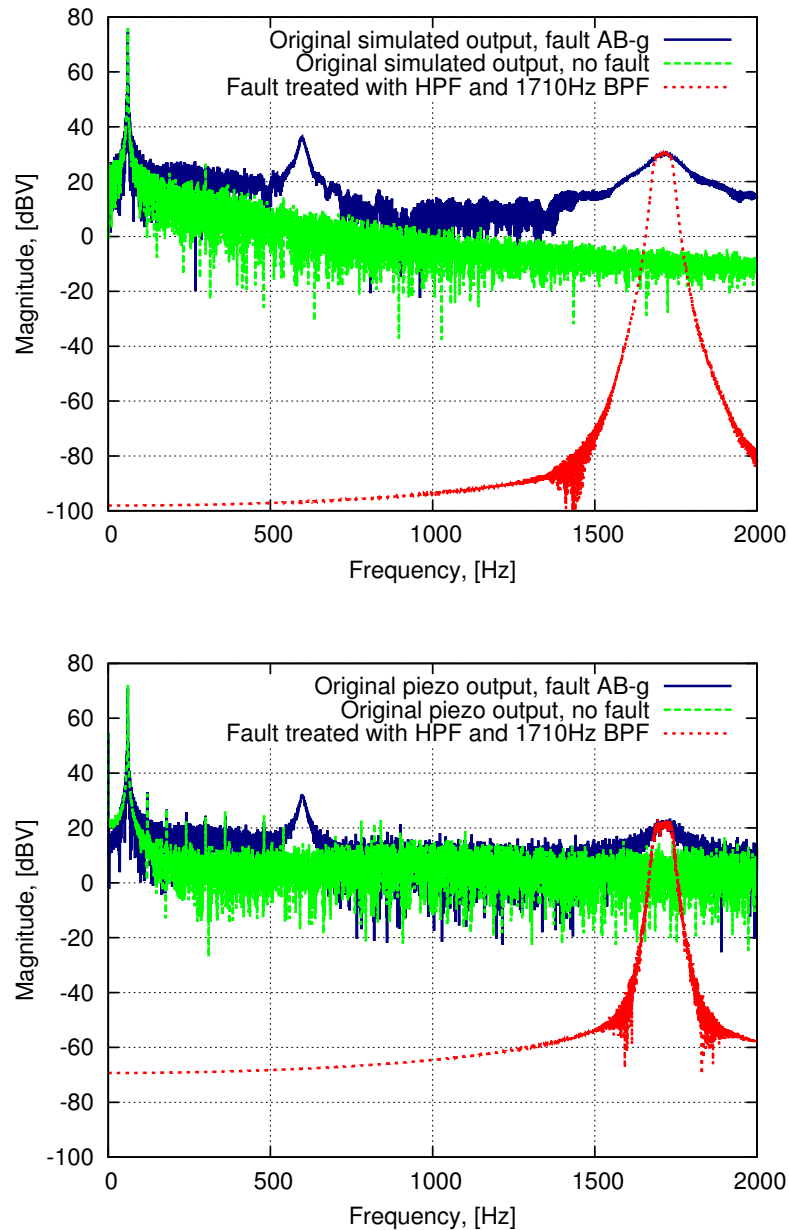 80
60
40
20
0
-20
-40
-60
-80
-100
Magnitude, [dBV]
Original simulated output, fault AB-g
Original simulated output, no fault
Fault treated with HPF and 1710Hz BPF
0 500 1000 1500 2000
Frequency, [Hz]
80
60
40
20
0
-20
-40
-60
-80
-100
Magnitude, [dBV]
Original piezo output, fault AB-g
Original piezo output, no fault
Fault treated with HPF and 1710Hz BPF
0 500 1000 1500 2000
Frequency, [Hz]